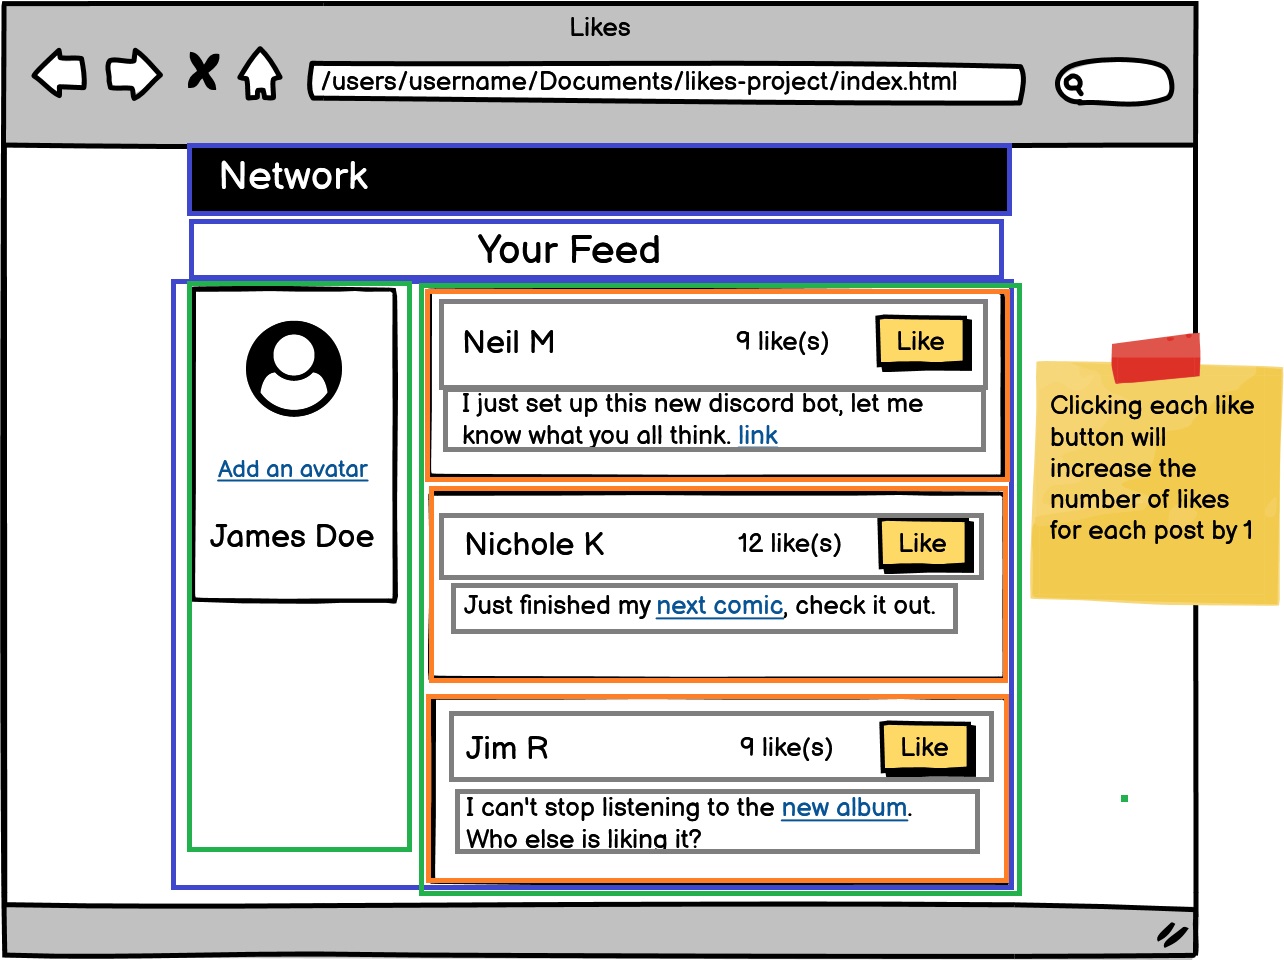 Likes
/users/username/Documents/likes-project/index.html
Network
Your Feed
Add an avatar
James Doe
Neil M
9 like(s)
Like
I just set up this new discord bot, let me
know what you all think. link
Nichole K
12 like(s)
Like
Just finished my next comic, check it out.
Jim R
9 like(s)
Like
I can't stop listening to the new album.
Who else is liking it?
Clicking each like
button will
increase the
number of likes
for each post by 1